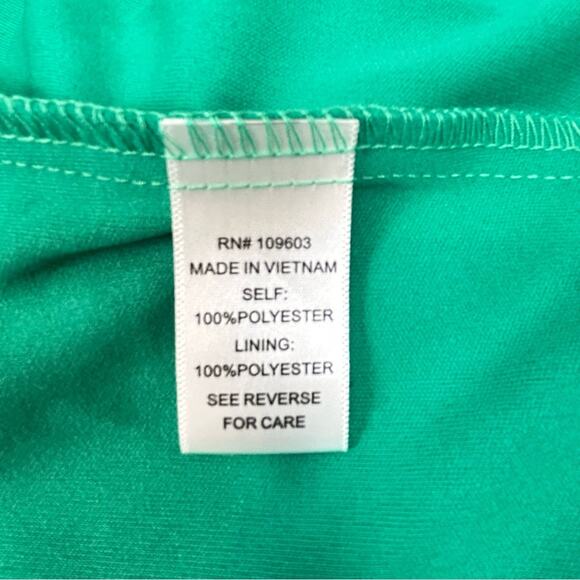 RN# 109603
MADE IN VIETNAM
SELF:
100%POLYESTER
LINING:
100%POLYESTER
SEE REVERSE
FOR CARE